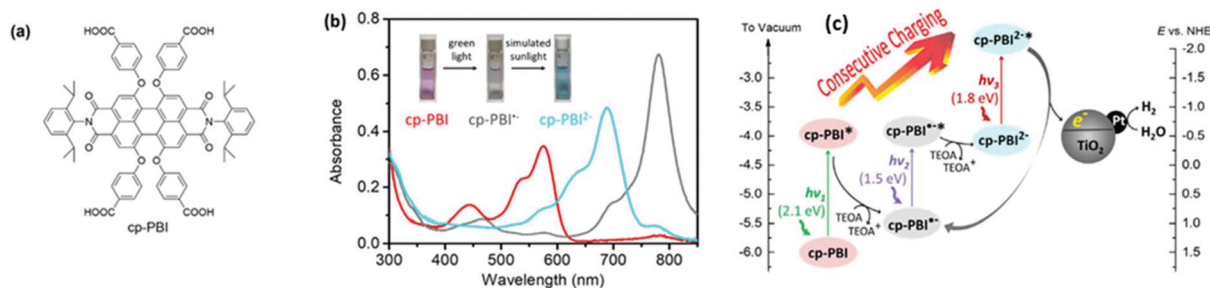 (a)
HOOC
COOH
O
O
O
O
N
N
O
O
O
O
HOOC
COOH
cp-PBI
(b)
Absorbance
0.8
0.6
0.4
0.2
0.0
300 400 500 600 700 800
Wavelength (nm)
green
light
simulated
sunlight
cp-PBI
cp-PBI•-
cp-PBI2-
(c)
To Vacuum
-2.5
-3.0
-3.5
-4.0
-4.5
-5.0
-5.5
-6.0
Consecutive Charging
cp-PBI*
hν1
(2.1 eV)
cp-PBI
TEOA
TEOA+
cp-PBI•-*
hν2
(1.5 eV)
cp-PBI•-
TEOA
TEOA+
cp-PBI2-*
hν3
(1.8 eV)
cp-PBI2-
e-
TiO2
Pt
H2
H2O
E vs. NHE
-2.0
-1.5
-1.0
-0.5
0.0
0.5
1.0
1.5